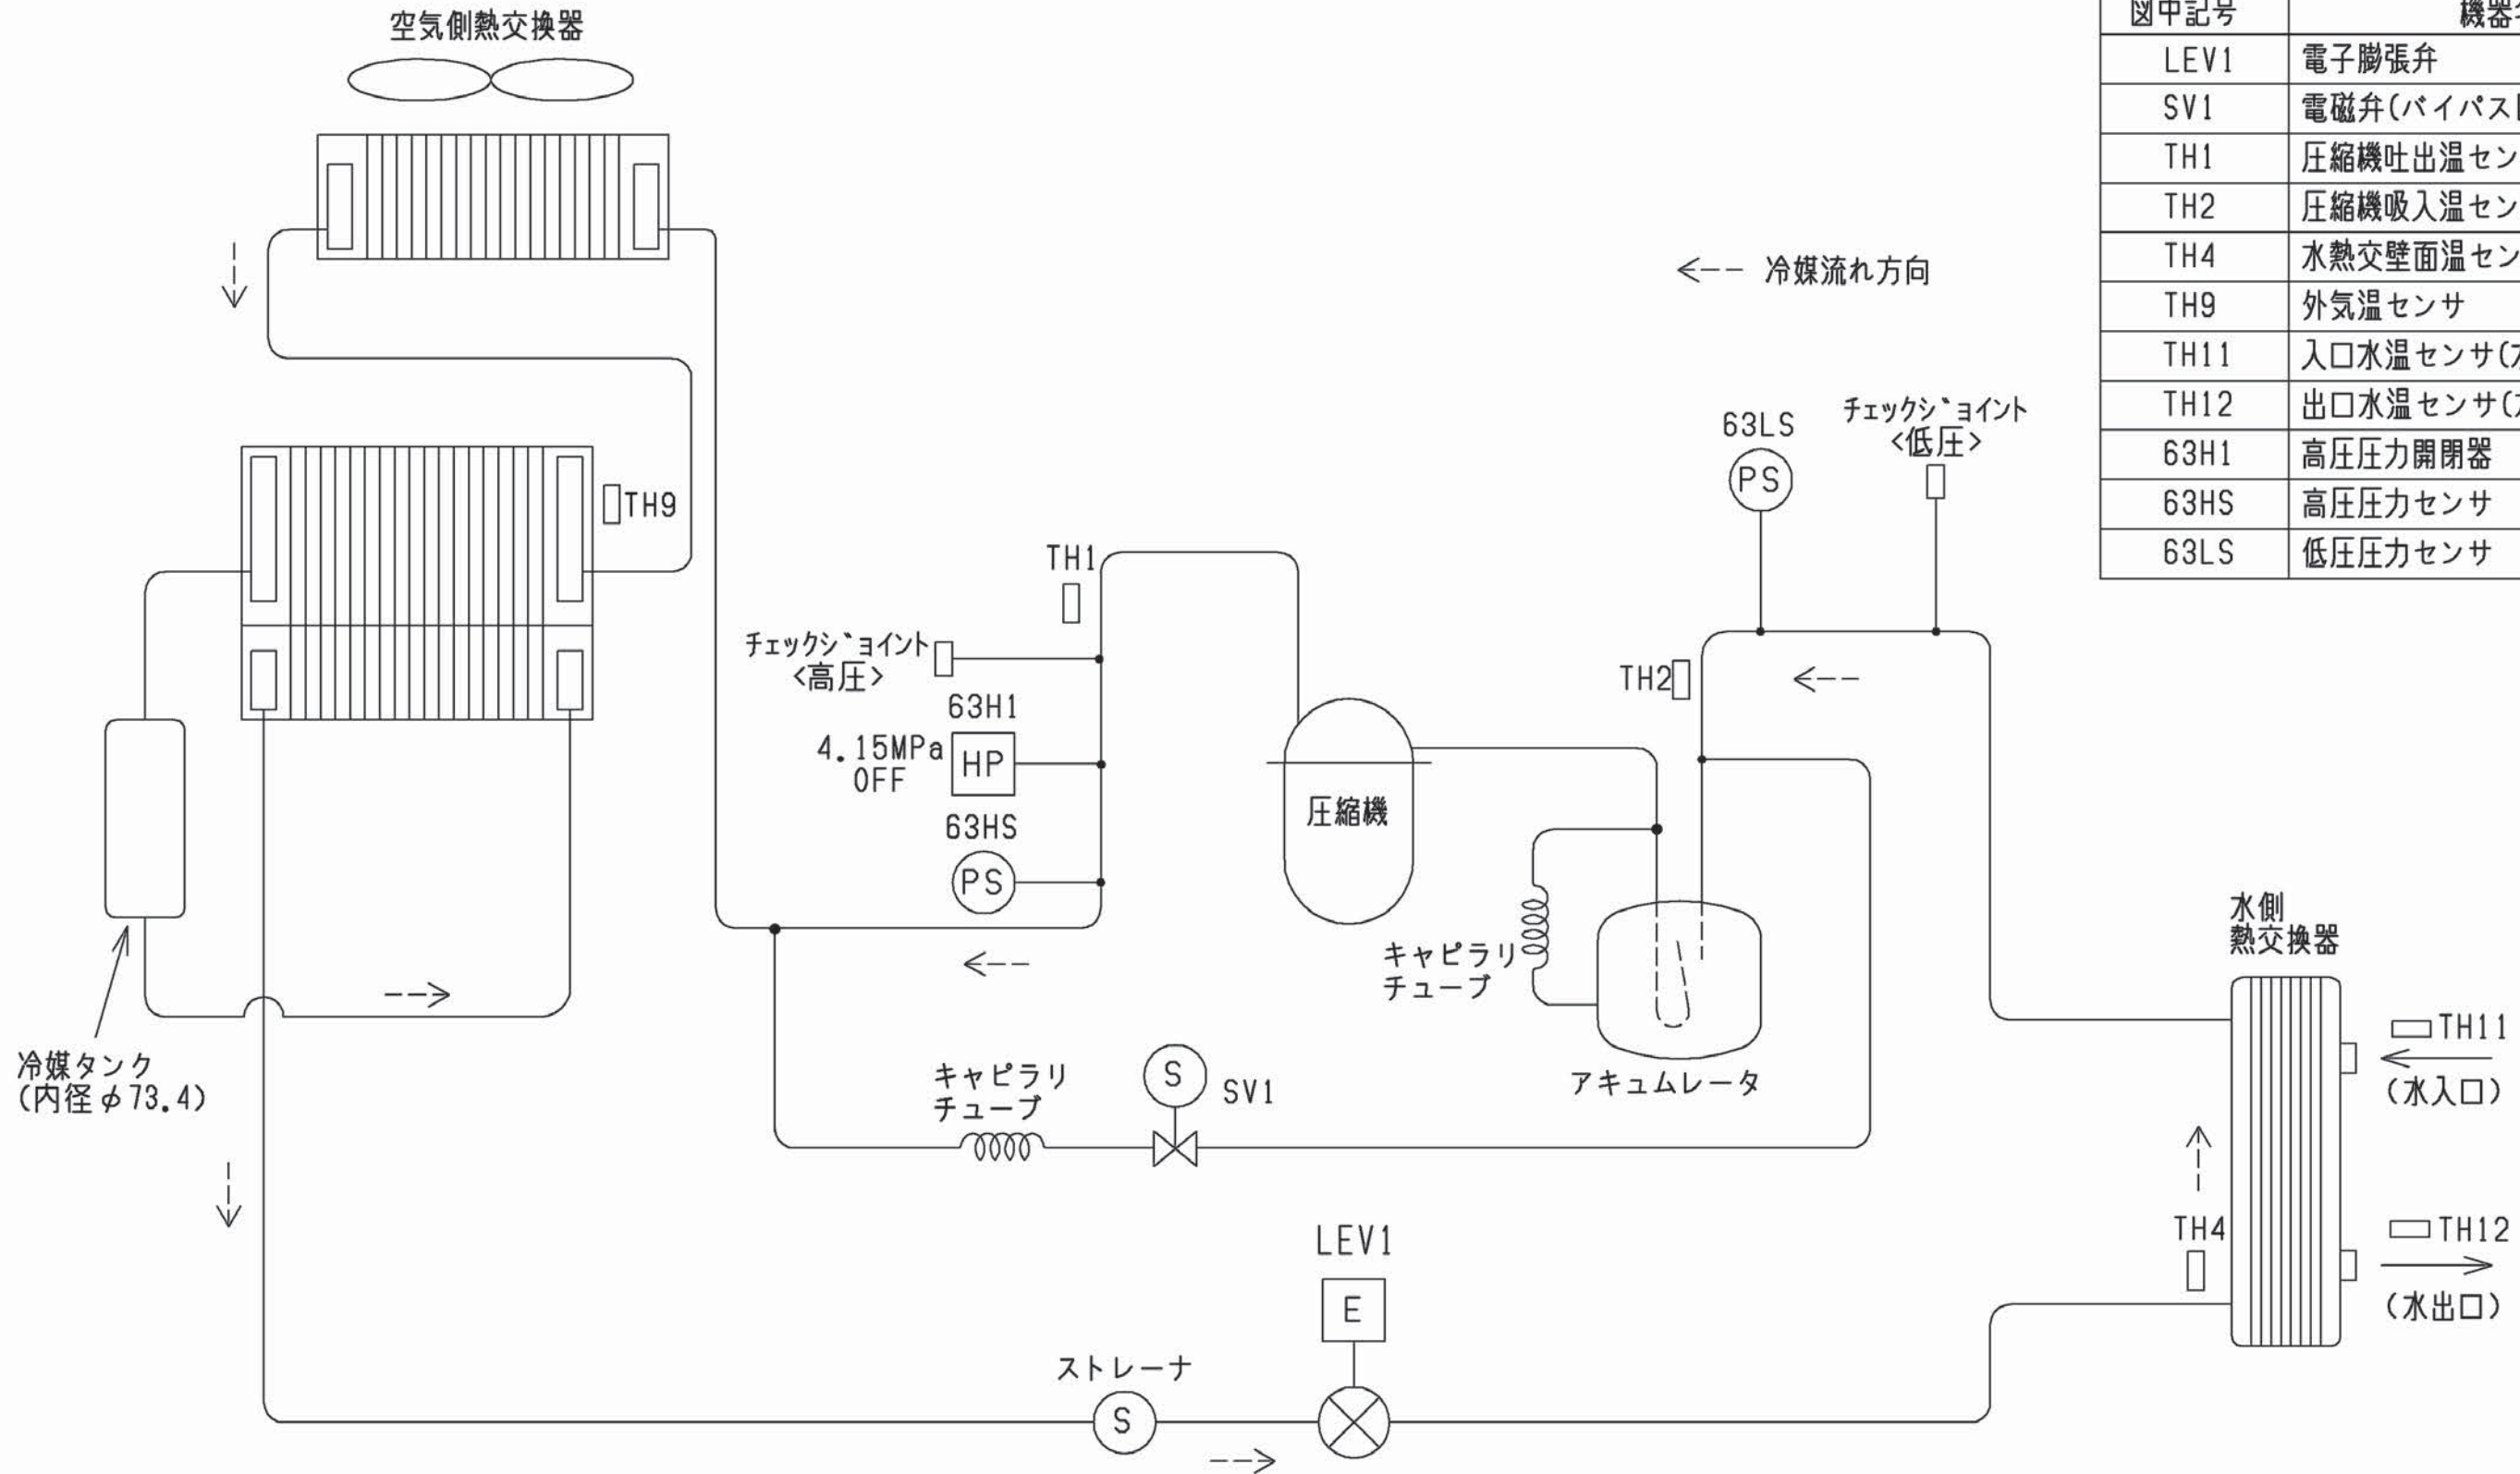 空気側熱交換器
図中記号 機器
LEV1 電子膨張弁
SV1 電磁弁(バイパス
TH1 圧縮機吐出温セン
TH2 圧縮機吸入温セン
TH4 水熱交壁面温セン
TH9 外気温センサ
TH11 入口水温センサ(
TH12 出口水温センサ(
63H1 高圧圧力開閉器
63HS 高圧圧力センサ
63LS 低圧圧力センサ
冷媒流れ方向
63LS
PS
チェックジョイント
<低圧>
TH9
TH1
チェックジョイント
<高圧>
63H1
4.15MPa
OFF
HP
63HS
PS
TH2
圧縮機
キャピラリ
チューブ
アキュムレータ
水側
熱交換器
TH11
(水入口)
TH4
TH12
(水出口)
冷媒タンク
(内径φ73.4)
キャピラリ
チューブ
S
SV1
LEV1
E
ストレーナ
S